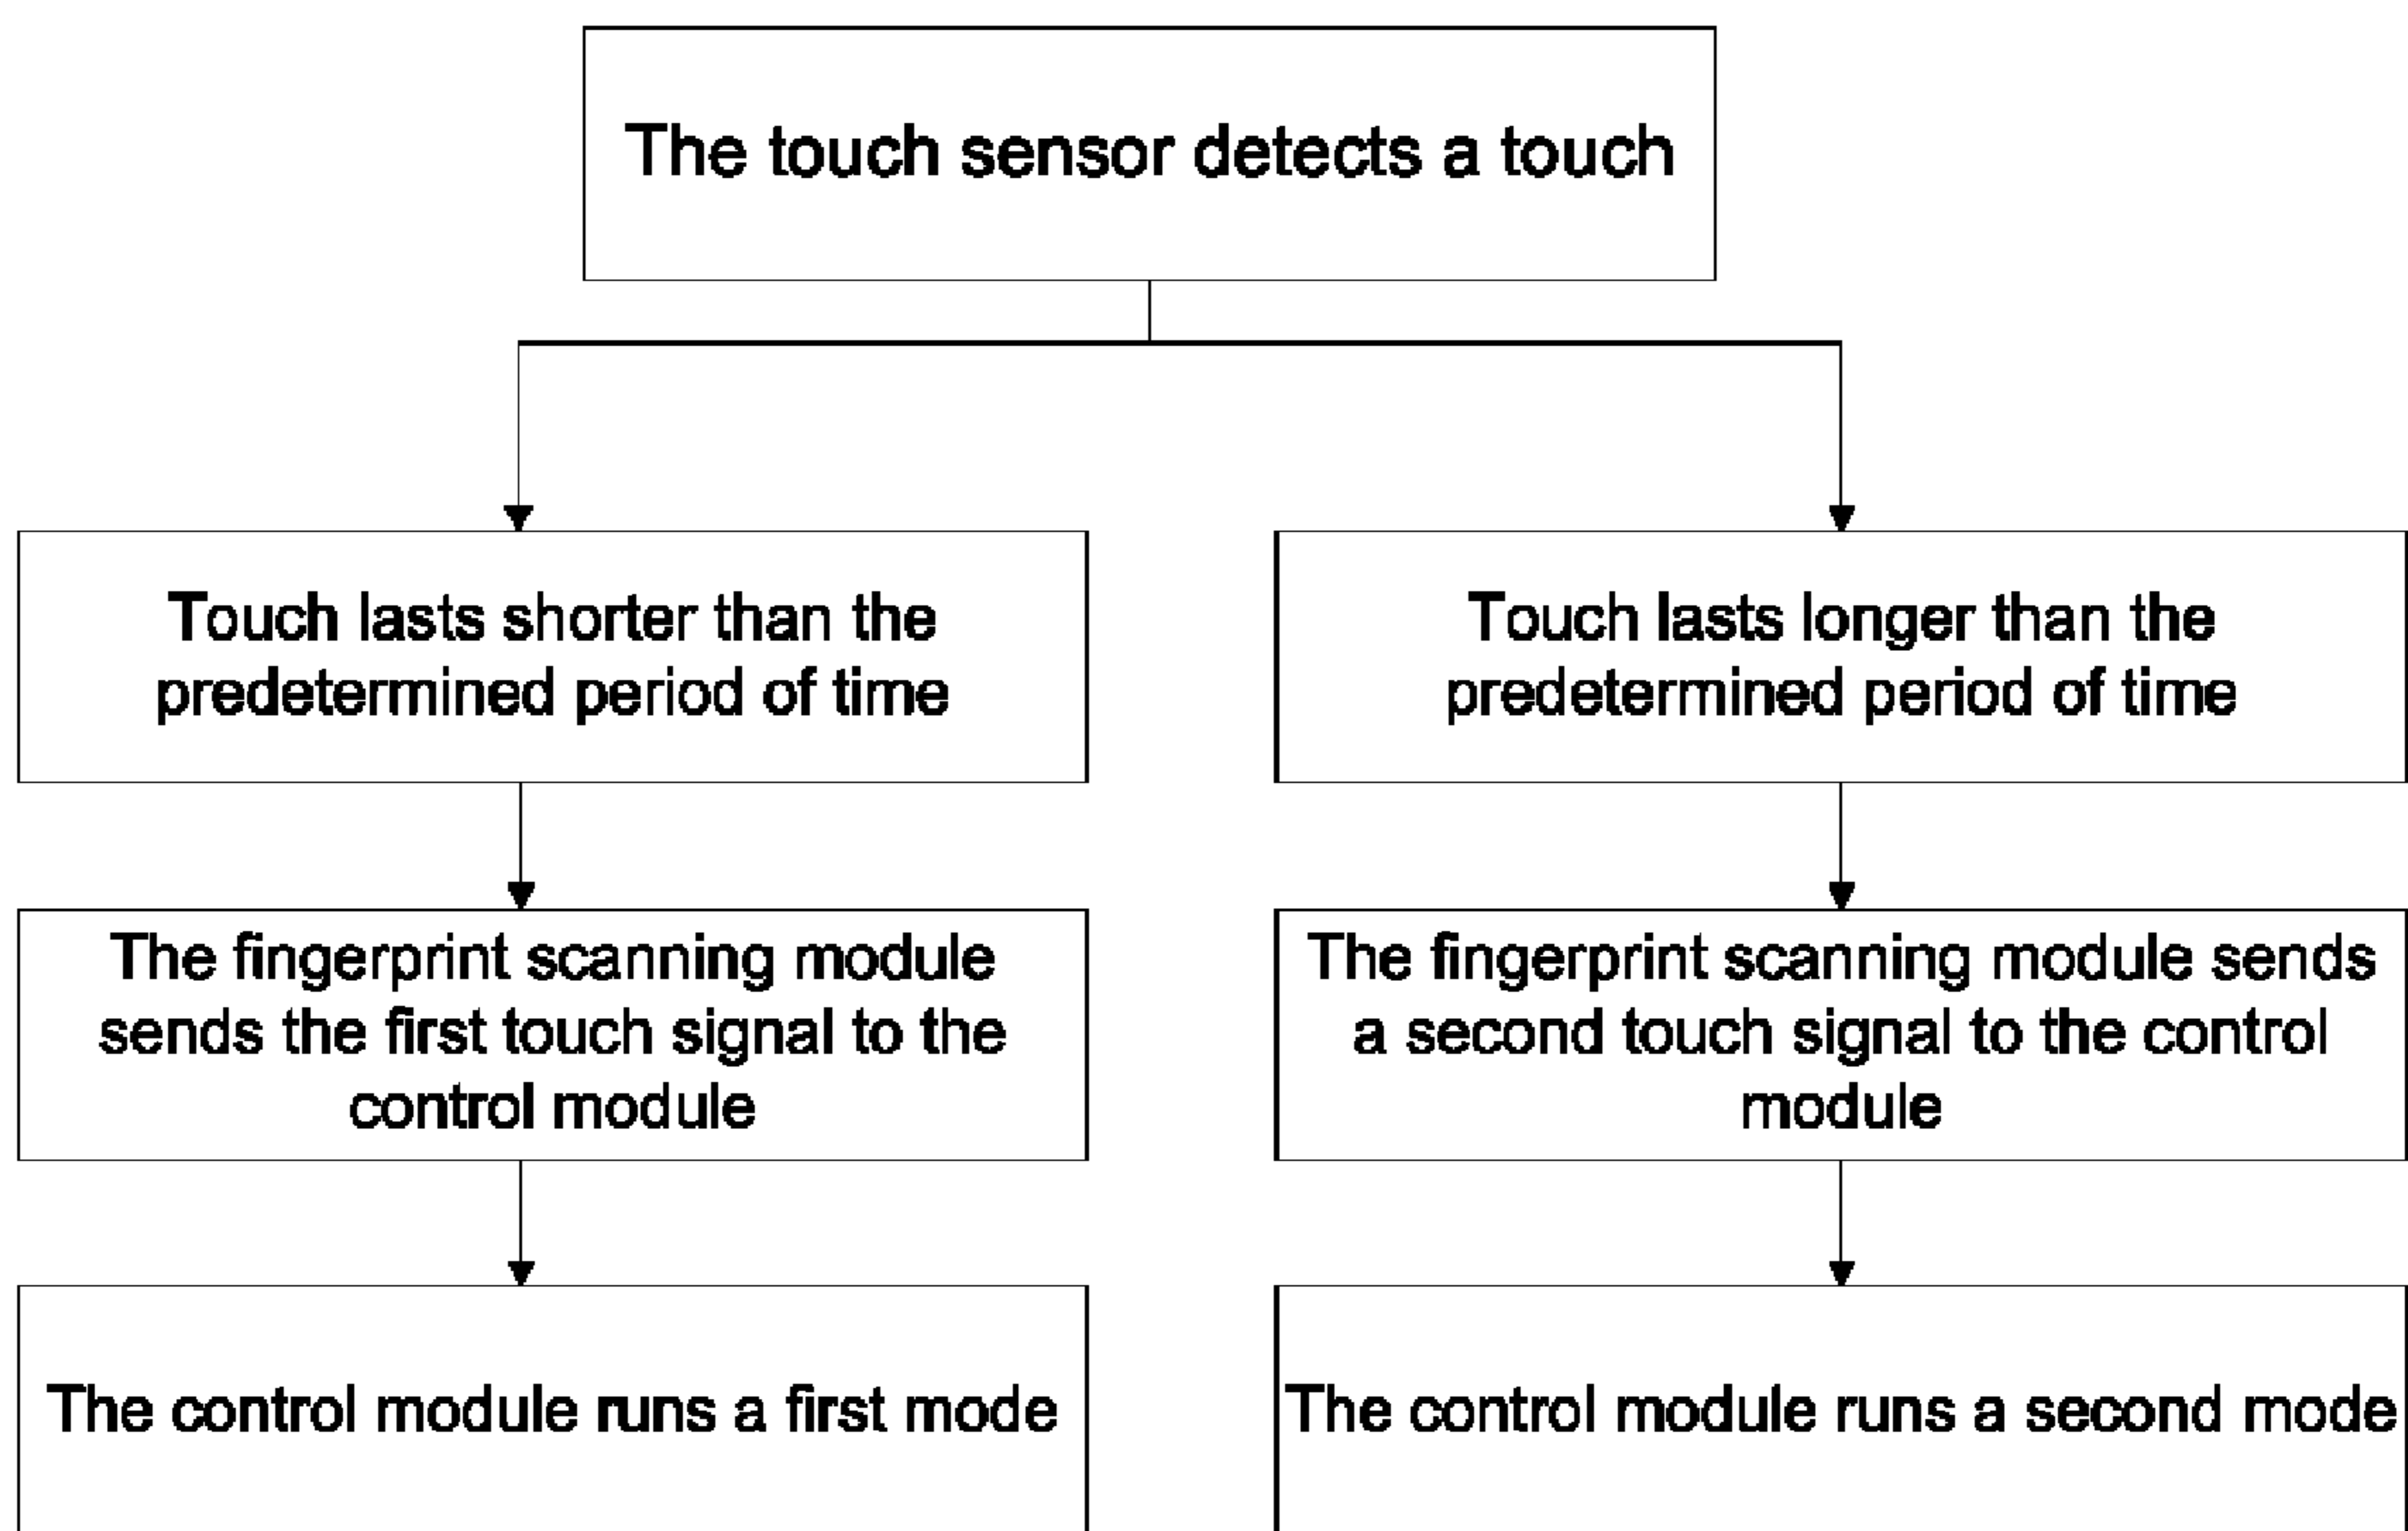 The touch sensor detects a touch
Touch lasts shorter than the
predetermined period of time
Touch lasts longer than the
predetermined period of time
The fingerprint scanning module
sends the first touch signal to the
control module
The fingerprint scanning module sends
a second touch signal to the control
module
The control module runs a first mode
The control module runs a second mode